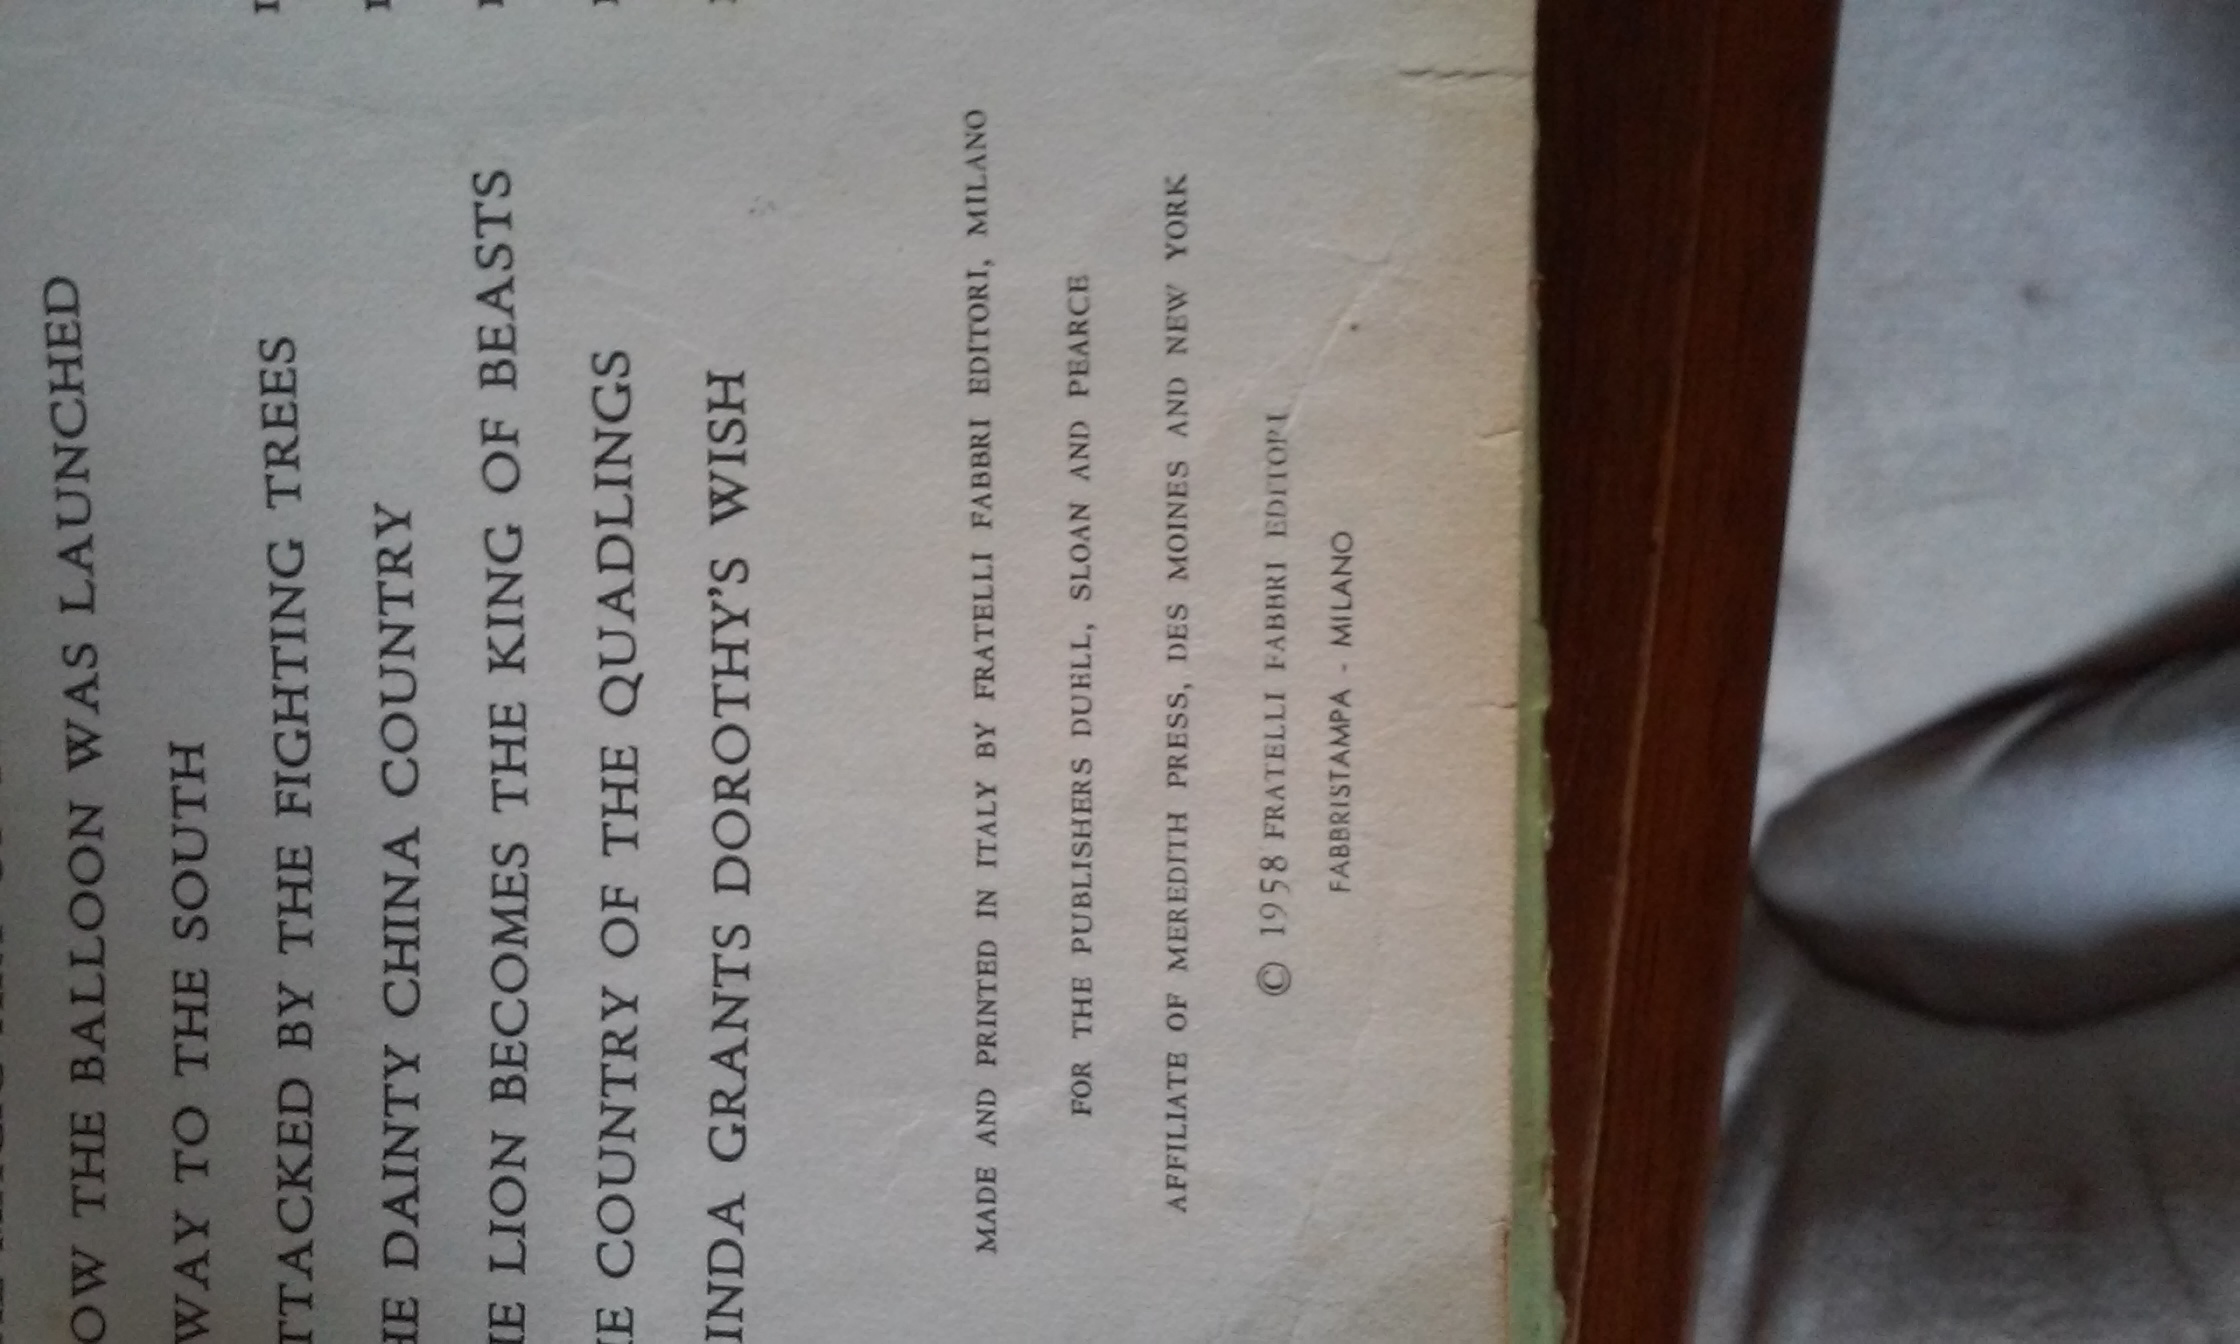 OW THE BALLOON WAS LAUNCHED
WAY TO THE SOUTH
TTACKED BY THE FIGHTING TREES
HE DAINTY CHINA COUNTRY
HE LION BECOMES THE KING OF BEASTS
HE COUNTRY OF THE QUADLINGS
INDA GRANTS DOROTHY'S WISH
MADE AND PRINTED IN ITALY BY FRATELLI FABBRI EDITORI, MILANO
FOR THE PUBLISHERS DUELL, SLOAN AND PEARCE
AFFILIATE OF MEREDITH PRESS, DES MOINES AND NEW YORK
© 1958 FRATELLI FABBRI EDITORI
FABBRISTAMPA - MILANO